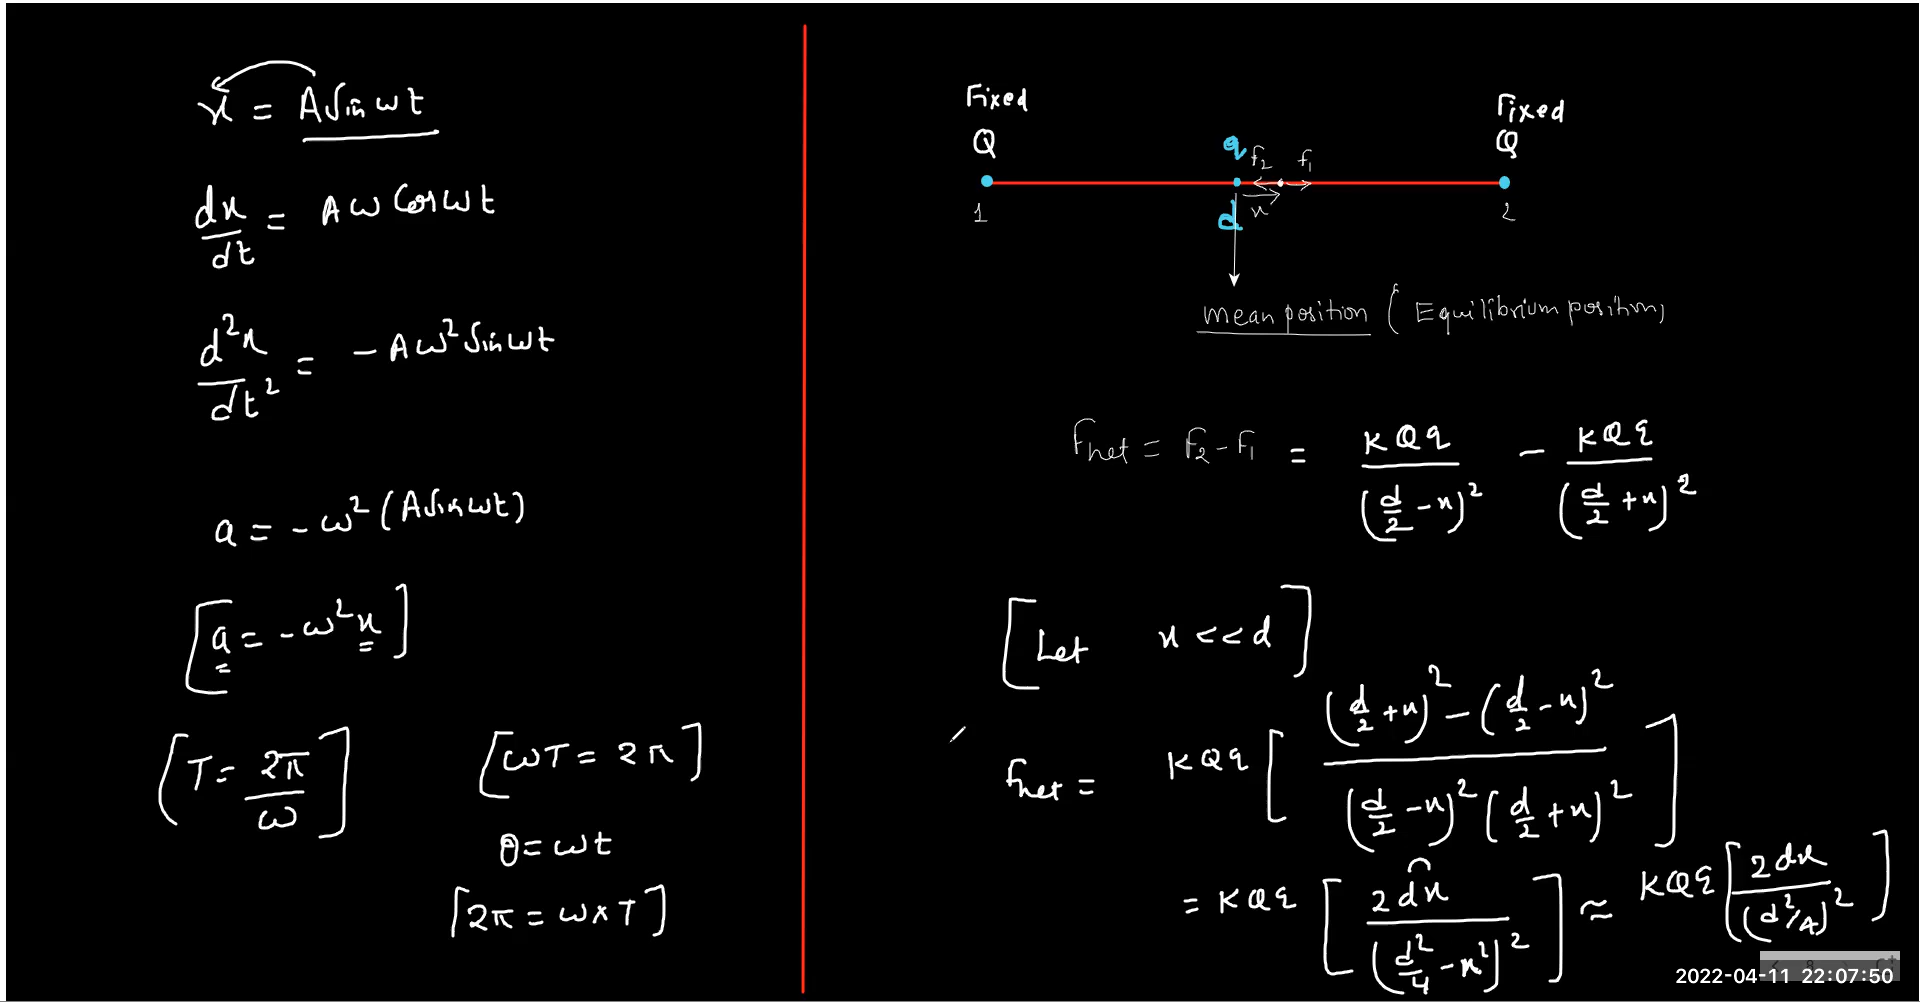 x = A sin ωt
dx/dt = Aω Cos ωt
d²x/dt² = - Aω² sin ωt
a = - ω² (A sin ωt)
[a = - ω² x]
(T = 2π/ω]
[ωT = 2π]
θ = ωt
[2π = ω x T]
Fixed
Q
Fixed
Q
q
F₂
F₁
x
1
d
2
mean position ( Equilibrium position)
Fnet = F₂ - F₁ = KQq/(d/2 - x)² - KQq/(d/2 + x)²
[Let x << d]
Fnet = KQq [((d/2 + x)² - (d/2 - x)²)/((d/2 - x)² (d/2 + x)²)]
= KQq [2dx/(d²/4 - x²)²] ≈ KQq [2dx/(d²/4)²]
2022-04-11 22:07:50